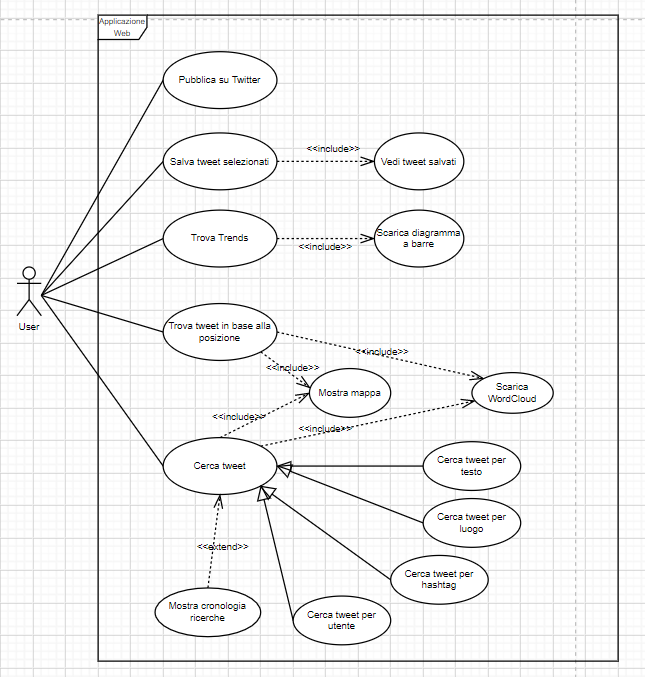 Applicazione
Web
Pubblica su Twitter
Salva tweet selezionati
<<include>>
Vedi tweet salvati
Trova Trends
<<include>>
Scarica diagramma
a barre
User
Trova tweet in base alla
posizione
<<include>>
<<include>>
Mostra mappa
Scarica
WordCloud
<<include>>
<<include>>
Cerca tweet
Cerca tweet per
testo
Cerca tweet per
luogo
<<extend>>
Cerca tweet per
hashtag
Mostra cronologia
ricerche
Cerca tweet per
utente